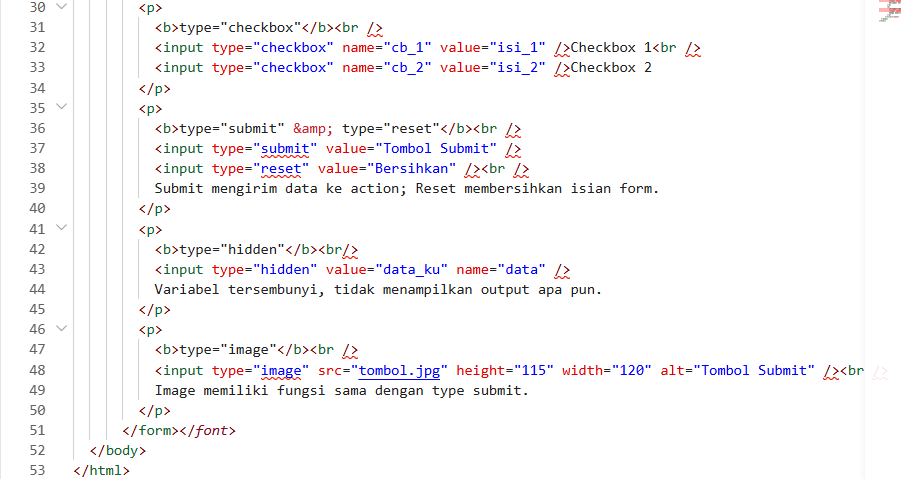 30 <p>
31 <b>type="checkbox"</b><br />
32 <input type="checkbox" name="cb_1" value="isi_1" />Checkbox 1<br />
33 <input type="checkbox" name="cb_2" value="isi_2" />Checkbox 2
34 </p>
35 <p>
36 <b>type="submit" &amp; type="reset"</b><br />
37 <input type="submit" value="Tombol Submit" />
38 <input type="reset" value="Bersihkan" /><br />
39 Submit mengirim data ke action; Reset membersihkan isian form.
40 </p>
41 <p>
42 <b>type="hidden"</b><br/>
43 <input type="hidden" value="data_ku" name="data" />
44 Variabel tersembunyi, tidak menampilkan output apa pun.
45 </p>
46 <p>
47 <b>type="image"</b><br />
48 <input type="image" src="tombol.jpg" height="115" width="120" alt="Tombol Submit" /><br />
49 Image memiliki fungsi sama dengan type submit.
50 </p>
51 </form></font>
52 </body>
53 </html>